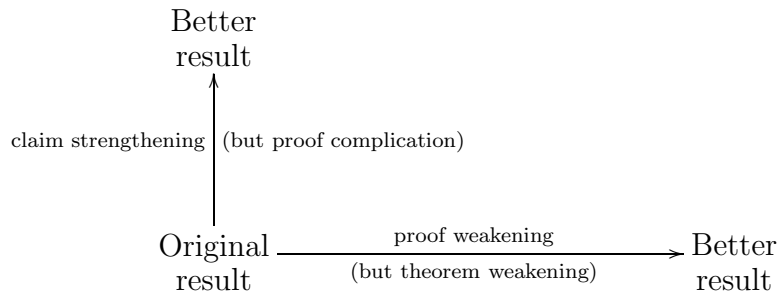 Better
result
claim strengthening (but proof complication)
Original
result
proof weakening
(but theorem weakening)
Better
result